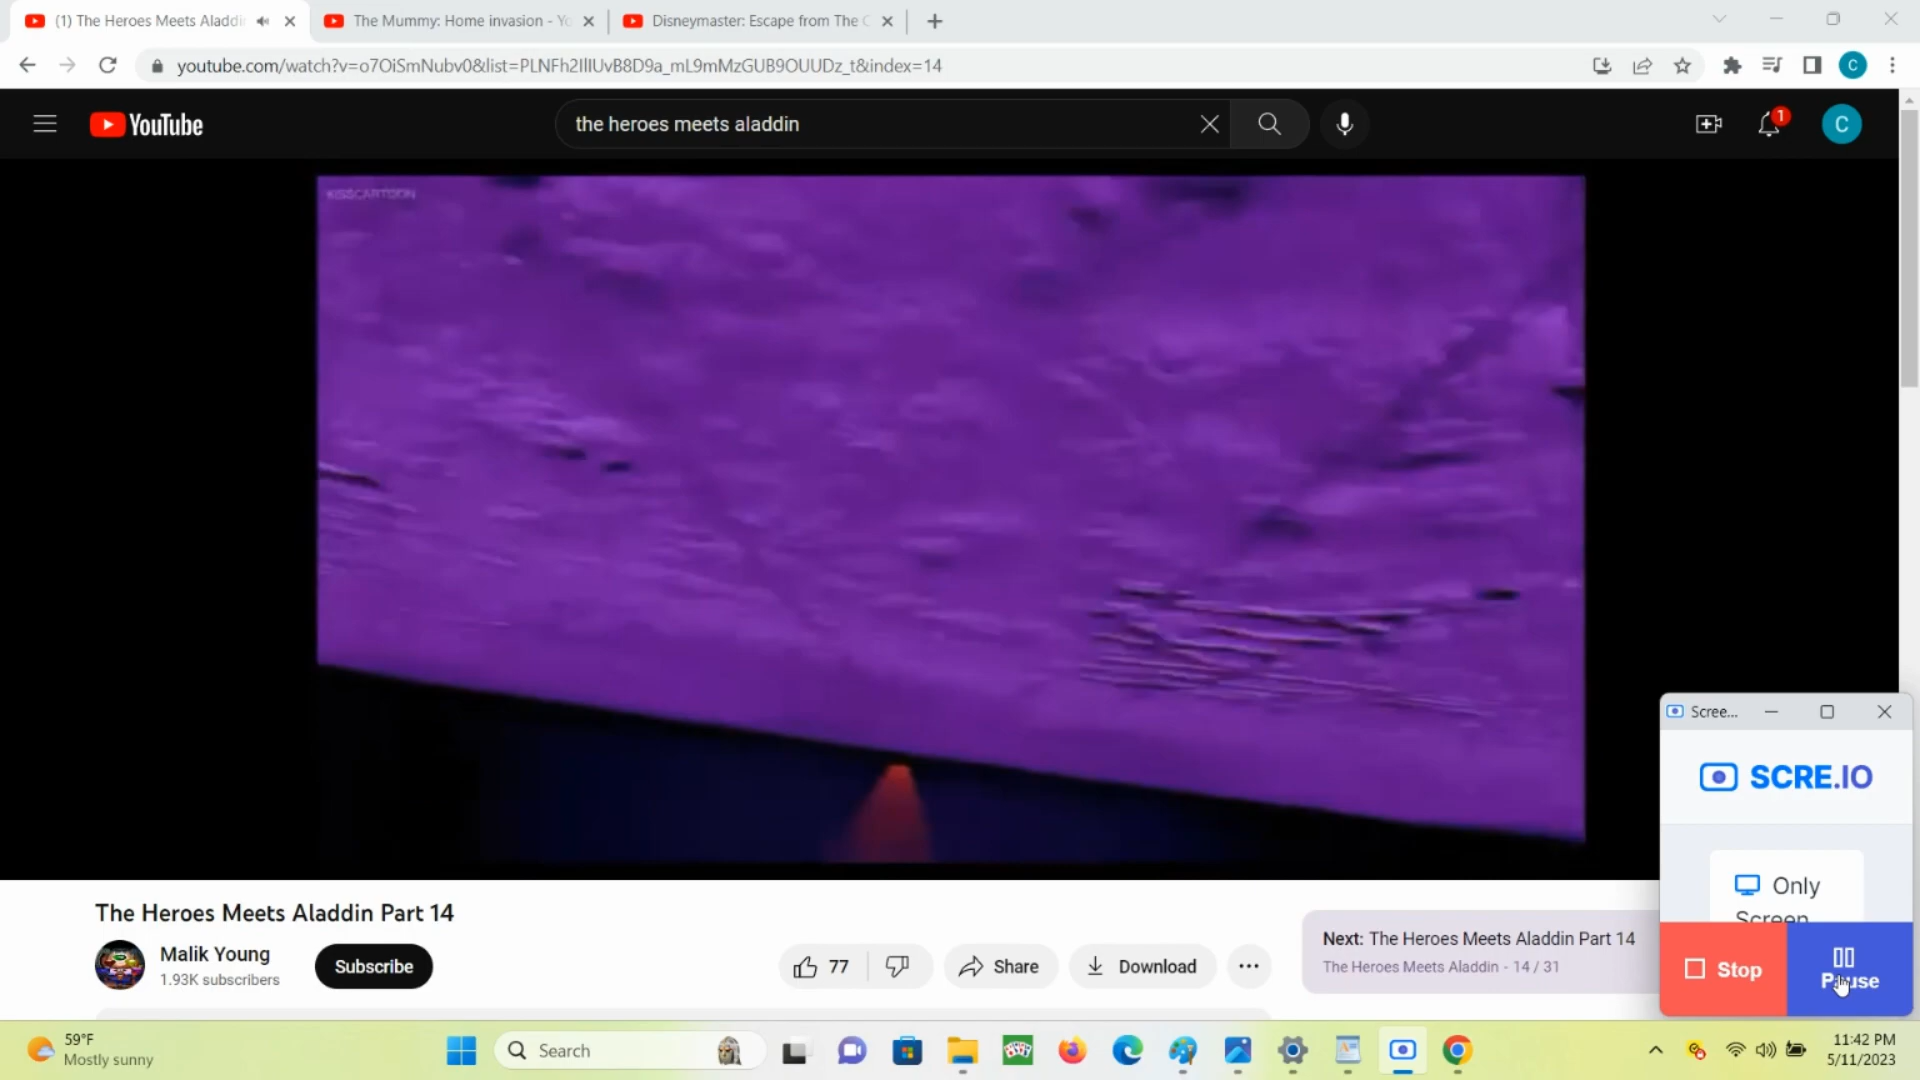 (1) The Heroes Meets Aladdi
The Mummy: Home invasion - Yo
Disneymaster: Escape from The C
youtube.com/watch?v=o7OiSmNubv0&list=PLNFh2IlIUvB8D9a_mL9mMzGUB9OUUDz_t&index=14
C
YouTube
the heroes meets aladdin
1
C
KISSCARTOON
Scree...
SCRE.IO
Only
Screen
Stop
Pause
The Heroes Meets Aladdin Part 14
Malik Young
1.93K subscribers
Subscribe
77
Share
Download
Next: The Heroes Meets Aladdin Part 14
The Heroes Meets Aladdin - 14 / 31
59°F
Mostly sunny
Search
11:42 PM
5/11/2023